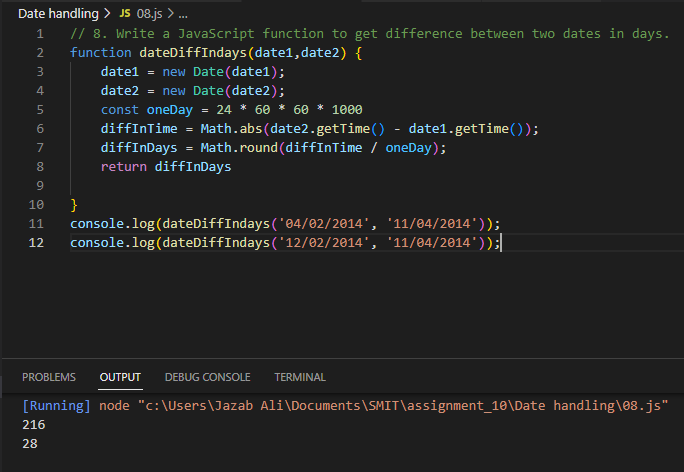 Date handling > JS 08.js > ...
1 // 8. Write a JavaScript function to get difference between two dates in days.
2 function dateDiffIndays(date1,date2) {
3 date1 = new Date(date1);
4 date2 = new Date(date2);
5 const oneDay = 24 * 60 * 60 * 1000
6 diffInTime = Math.abs(date2.getTime() - date1.getTime());
7 diffInDays = Math.round(diffInTime / oneDay);
8 return diffInDays
9
10 }
11 console.log(dateDiffIndays('04/02/2014', '11/04/2014'));
12 console.log(dateDiffIndays('12/02/2014', '11/04/2014'));
PROBLEMS OUTPUT DEBUG CONSOLE TERMINAL
[Running] node "c:\Users\Jazab Ali\Documents\SMIT\assignment_10\Date handling\08.js"
216
28